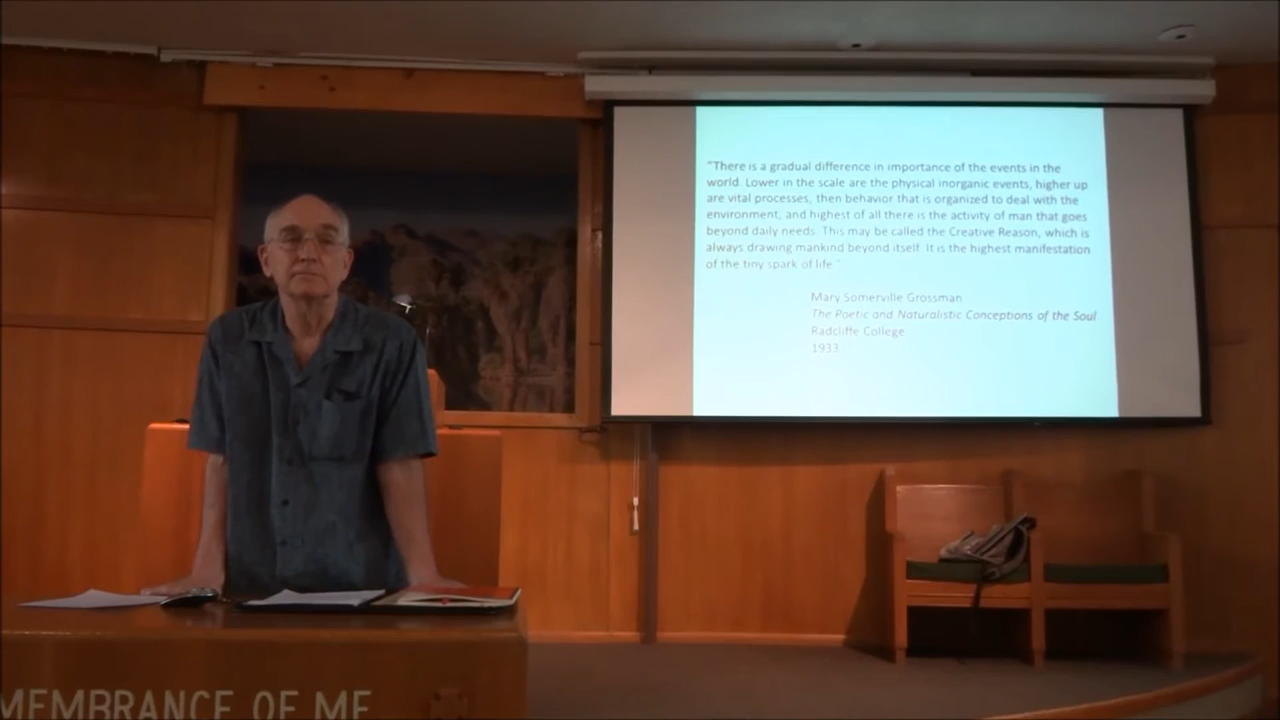 "There is a gradual difference in importance of the events in the
world. Lower in the scale are the physical inorganic events, higher up
are vital processes, then behavior that is organized to deal with the
environment, and highest of all there is the activity of man that goes
beyond daily needs. This may be called the Creative Reason, which is
always drawing mankind beyond itself. It is the highest manifestation
of the tiny spark of life."
Mary Somerville Grossman
The Poetic and Naturalistic Conceptions of the Soul
Radcliffe College
1933
MEMBRANCE OF ME